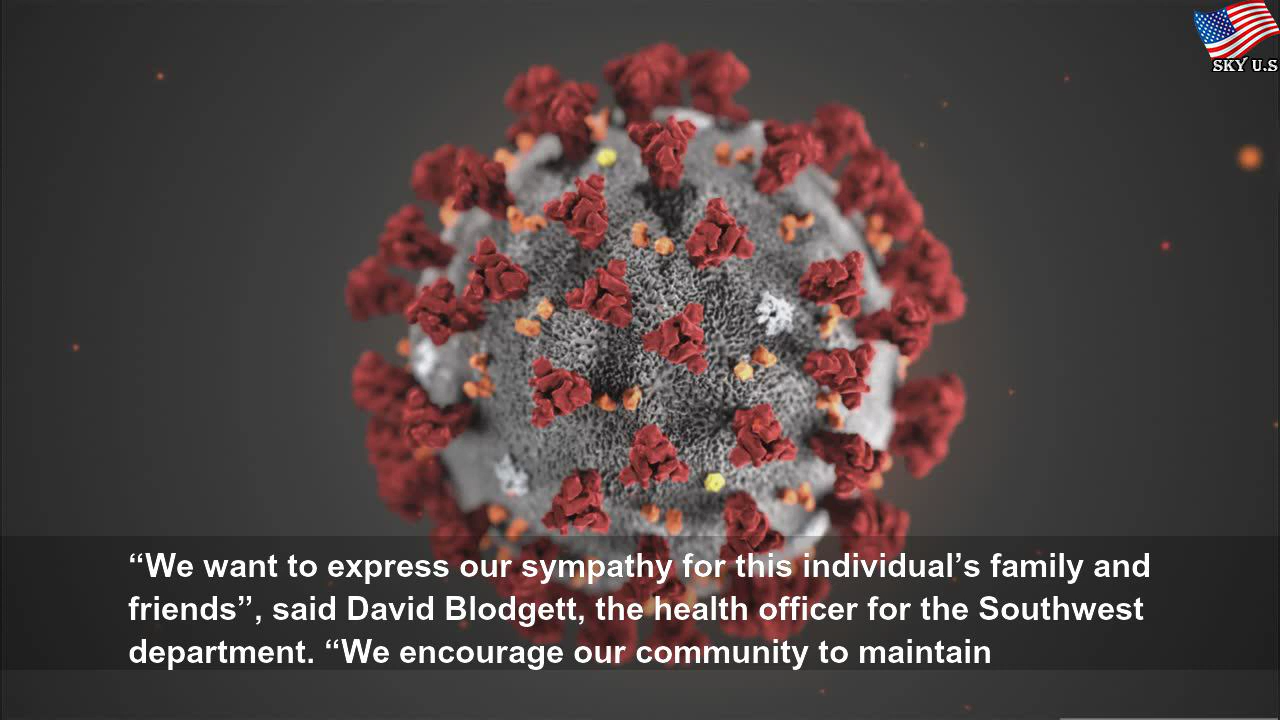 SKY U.S
“We want to express our sympathy for this individual’s family and
friends”, said David Blodgett, the health officer for the Southwest
department. “We encourage our community to maintain